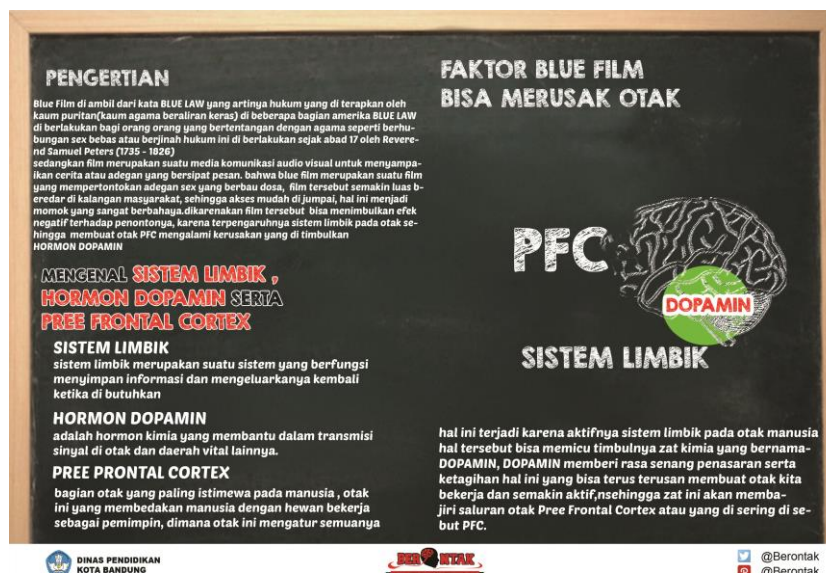 PENGERTIAN
Blue Film di ambil dari kata BLUE LAW yang artinya hukum yang di terapkan oleh
kaum puritan(kaum agama beraliran keras) di beberapa bagian amerika BLUE LAW
di berlakukan bagi orang orang yang bertentangan dengan agama seperti berhu-
bungan sex bebas atau berjinah hukum ini di berlakukan sejak abad 17 oleh Revere-
nd Samuel Peters (1735 - 1826)
sedangkan film merupakan suatu media komunikasi audio visual untuk menyampa-
ikan cerita atau adegan yang bersipat pesan. bahwa blue film merupakan suatu film
yang mempertontokan adegan sex yang berbau dosa, film tersebut semakin luas b-
eredar di kalangan masyarakat, sehingga akses mudah di jumpai, hal ini menjadi
momok yang sangat berbahaya.dikarenakan film tersebut bisa menimbulkan efek
negatif terhadap penontonya, karena terpengaruhnya sistem limbik pada otak se-
hingga membuat otak PFC mengalami kerusakan yang di timbulkan
HORMON DOPAMIN
MENGENAL SISTEM LIMBIK ,
HORMON DOPAMIN SERTA
PREE FRONTAL CORTEX
SISTEM LIMBIK
sistem limbik merupakan suatu sistem yang berfungsi
menyimpan informasi dan mengeluarkanya kembali
ketika di butuhkan
HORMON DOPAMIN
adalah hormon kimia yang membantu dalam transmisi
sinyal di otak dan daerah vital lainnya.
PREE PRONTAL CORTEX
bagian otak yang paling istimewa pada manusia , otak
ini yang membedakan manusia dengan hewan bekerja
sebagai pemimpin, dimana otak ini mengatur semuanya
FAKTOR BLUE FILM
BISA MERUSAK OTAK
PFC
DOPAMIN
SISTEM LIMBIK
hal ini terjadi karena aktifnya sistem limbik pada otak manusia
hal tersebut bisa memicu timbulnya zat kimia yang bernama-
DOPAMIN, DOPAMIN memberi rasa senang penasaran serta
ketagihan hal ini yang bisa terus terusan membuat otak kita
bekerja dan semakin aktif,nsehingga zat ini akan memba-
jiri saluran otak Pree Frontal Cortex atau yang di sering di se-
but PFC.
DINAS PENDIDIKAN
KOTA BANDUNG
BERONTAK
@Berontak
@Berontak